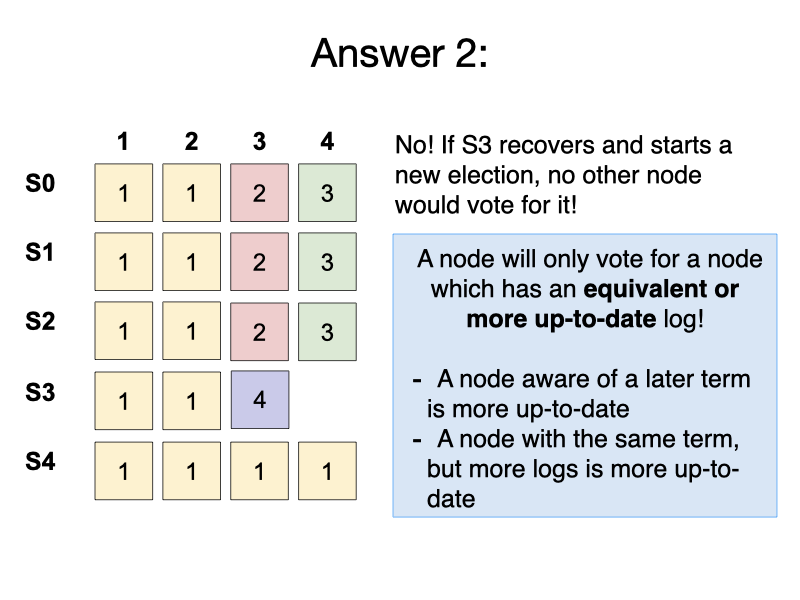 Answer 2:
1 2 3 4
S0 1 1 2 3
S1 1 1 2 3
S2 1 1 2 3
S3 1 1 4
S4 1 1 1 1
No! If S3 recovers and starts a
new election, no other node
would vote for it!
A node will only vote for a node
which has an equivalent or
more up-to-date log!
- A node aware of a later term
is more up-to-date
- A node with the same term,
but more logs is more up-to-
date